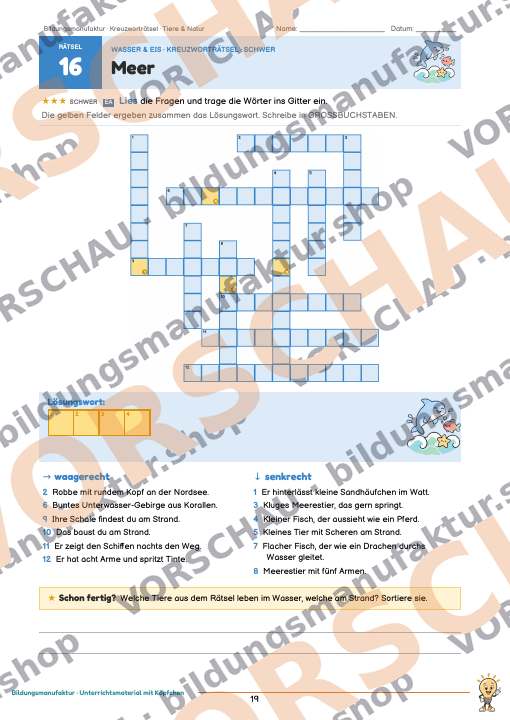 Bildungsmanufaktur · Kreuzworträtsel · Tiere & Natur Name: Datum:
RÄTSEL
16
WASSER & EIS · KREUZWORTRÄTSEL · SCHWER
Meer
★★★ SCHWER Lies die Fragen und trage die Wörter ins Gitter ein.
Die gelben Felder ergeben zusammen das Lösungswort. Schreibe in GROSSBUCHSTABEN.
Lösungswort:
1 2 3 4
→ waagerecht
2 Robbe mit rundem Kopf an der Nordsee.
6 Buntes Unterwasser-Gebirge aus Korallen.
9 Ihre Schale findest du am Strand.
10 Das baust du am Strand.
11 Er zeigt den Schiffen nachts den Weg.
12 Er hat acht Arme und spritzt Tinte.
↓ senkrecht
1 Er hinterlässt kleine Sandhäufchen im Watt.
3 Kluges Meerestier, das gern springt.
4 Kleiner Fisch, der aussieht wie ein Pferd.
5 Kleines Tier mit Scheren am Strand.
7 Flacher Fisch, der wie ein Drachen durchs
Wasser gleitet.
8 Meerestier mit fünf Armen.
★ Schon fertig? Welche Tiere aus dem Rätsel leben im Wasser, welche am Strand? Sortiere sie.
Bildungsmanufaktur · Unterrichtsmaterial mit Köpfchen
19
VORSCHAU · bildungsmanufaktur.shop